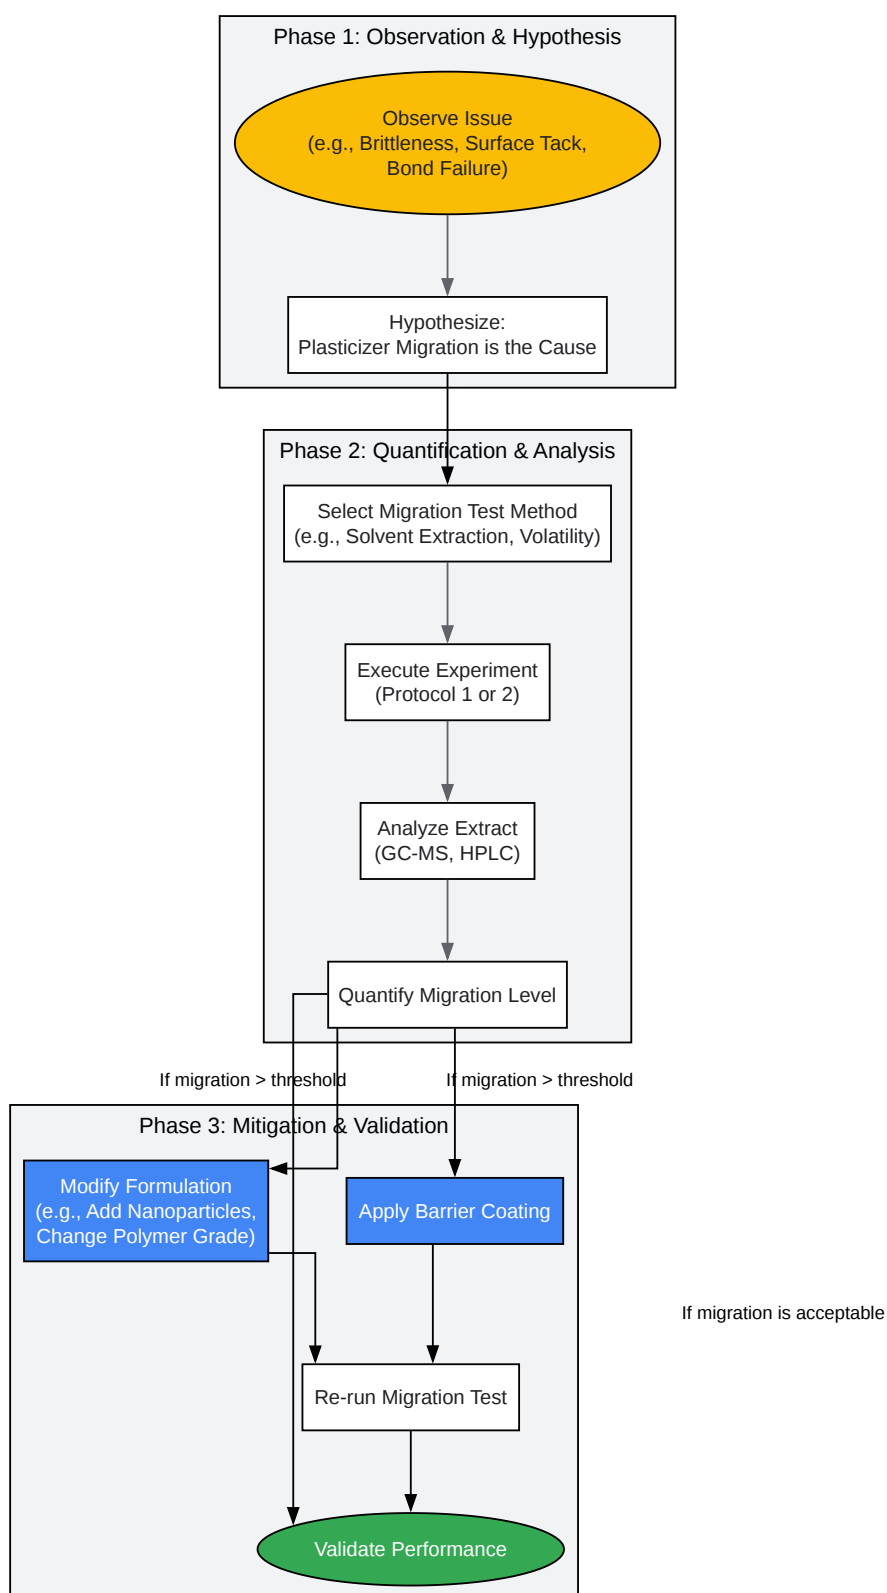 Phase 1: Observation & Hypothesis
Observe Issue
(e.g., Brittleness, Surface Tack,
Bond Failure)
Hypothesize:
Plasticizer Migration is the Cause
Phase 2: Quantification & Analysis
Select Migration Test Method
(e.g., Solvent Extraction, Volatility)
Execute Experiment
(Protocol 1 or 2)
Analyze Extract
(GC-MS, HPLC)
Quantify Migration Level
If migration > threshold
If migration > threshold
Phase 3: Mitigation & Validation
Modify Formulation
(e.g., Add Nanoparticles,
Change Polymer Grade)
Apply Barrier Coating
If migration is acceptable
Re-run Migration Test
Validate Performance